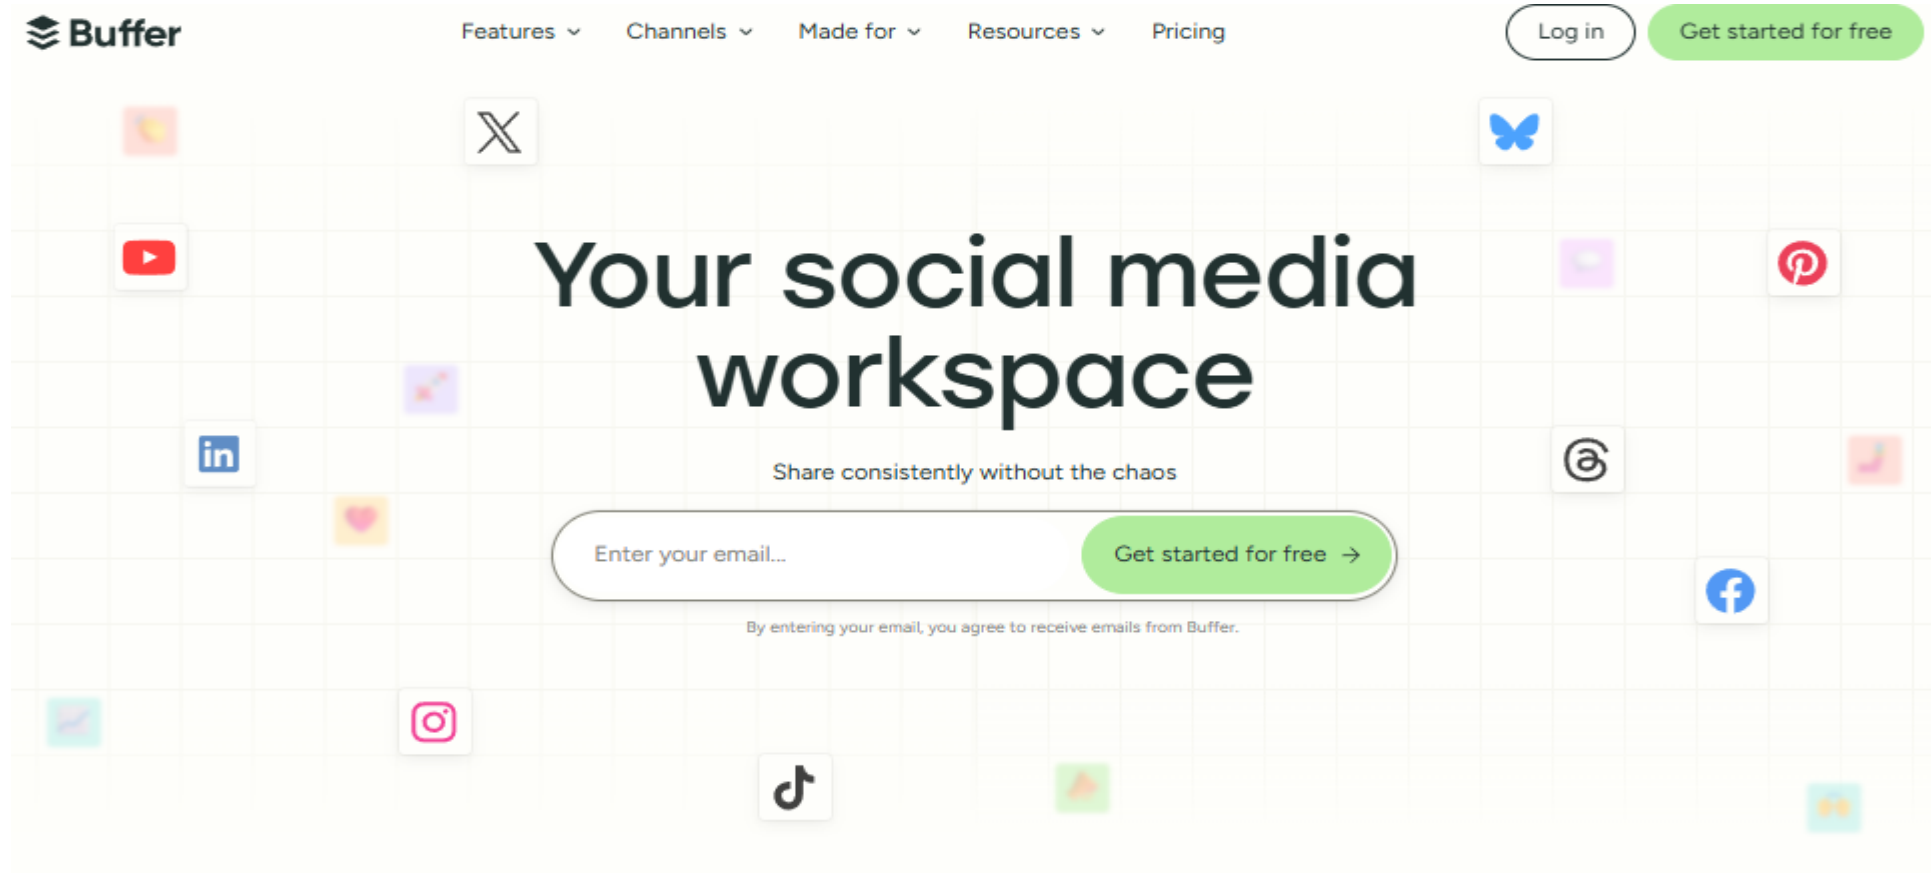 Buffer
Features
Channels
Made for
Resources
Pricing
Log in
Get started for free
Your social media
workspace
in
Share consistently without the chaos
Enter your email...
Get started for free →
By entering your email, you agree to receive emails from Buffer.